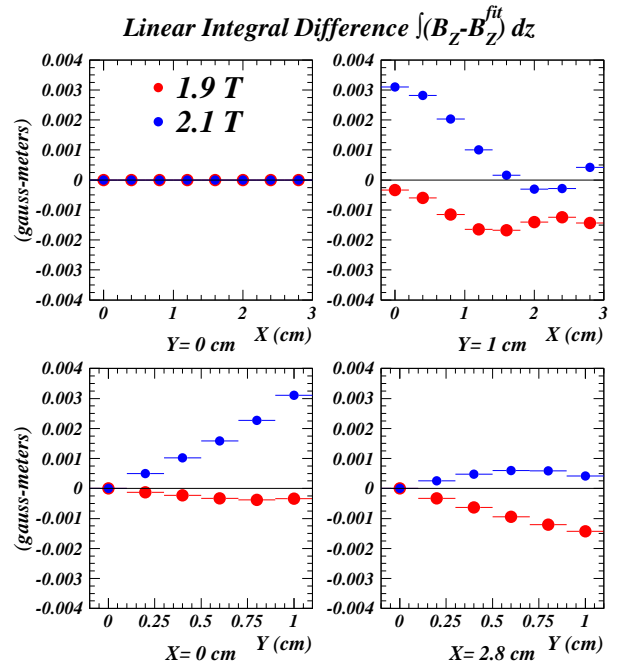 Linear Integral Difference ∫(B_Z-B_Z^fit) dz
(gauss-meters)
0.004
0.003
0.002
0.001
0
-0.001
-0.002
-0.003
-0.004
1.9 T
2.1 T
0 1 2 3
X (cm)
Y= 0 cm
0.004
0.003
0.002
0.001
0
-0.001
-0.002
-0.003
-0.004
0 1 2 3
X (cm)
Y= 1 cm
(gauss-meters)
0.004
0.003
0.002
0.001
0
-0.001
-0.002
-0.003
-0.004
0 0.25 0.5 0.75 1
Y (cm)
X= 0 cm
0.004
0.003
0.002
0.001
0
-0.001
-0.002
-0.003
-0.004
0 0.25 0.5 0.75 1
Y (cm)
X= 2.8 cm